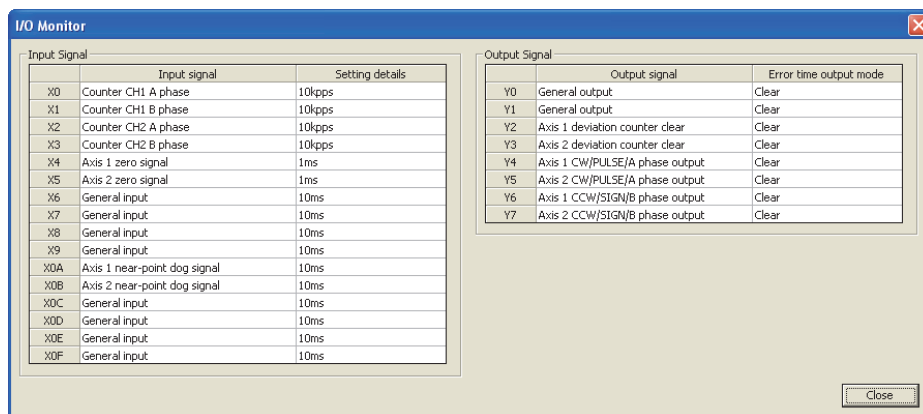 I/O Monitor
Input Signal
Input signal Setting details
X0 Counter CH1 A phase 10kpps
X1 Counter CH1 B phase 10kpps
X2 Counter CH2 A phase 10kpps
X3 Counter CH2 B phase 10kpps
X4 Axis 1 zero signal 1ms
X5 Axis 2 zero signal 1ms
X6 General input 10ms
X7 General input 10ms
X8 General input 10ms
X9 General input 10ms
X0A Axis 1 near-point dog signal 10ms
X0B Axis 2 near-point dog signal 10ms
X0C General input 10ms
X0D General input 10ms
X0E General input 10ms
X0F General input 10ms
Output Signal
Output signal Error time output mode
Y0 General output Clear
Y1 General output Clear
Y2 Axis 1 deviation counter clear Clear
Y3 Axis 2 deviation counter clear Clear
Y4 Axis 1 CW/PULSE/A phase output Clear
Y5 Axis 2 CW/PULSE/A phase output Clear
Y6 Axis 1 CCW/SIGN/B phase output Clear
Y7 Axis 2 CCW/SIGN/B phase output Clear
Close